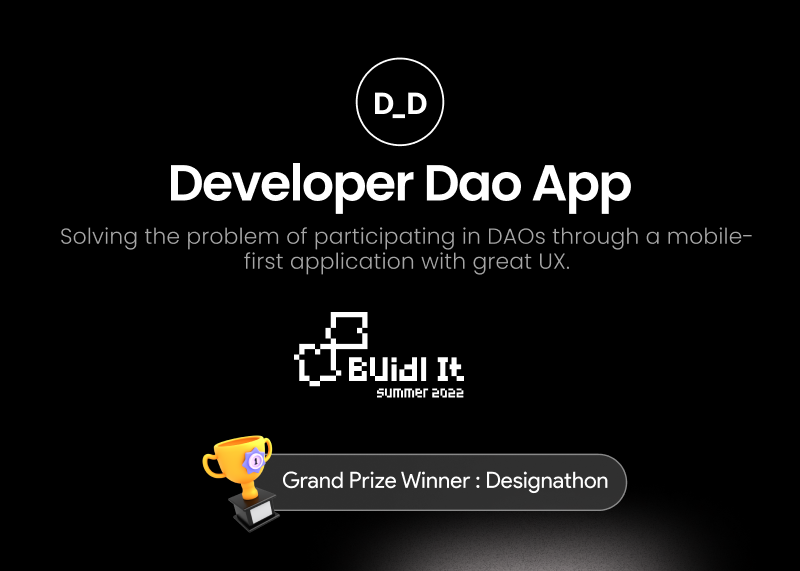 D_D
Developer Dao App
Solving the problem of participating in DAOs through a mobile-
first application with great UX.
BUidl It
summer 2022
1
Grand Prize Winner : Designathon